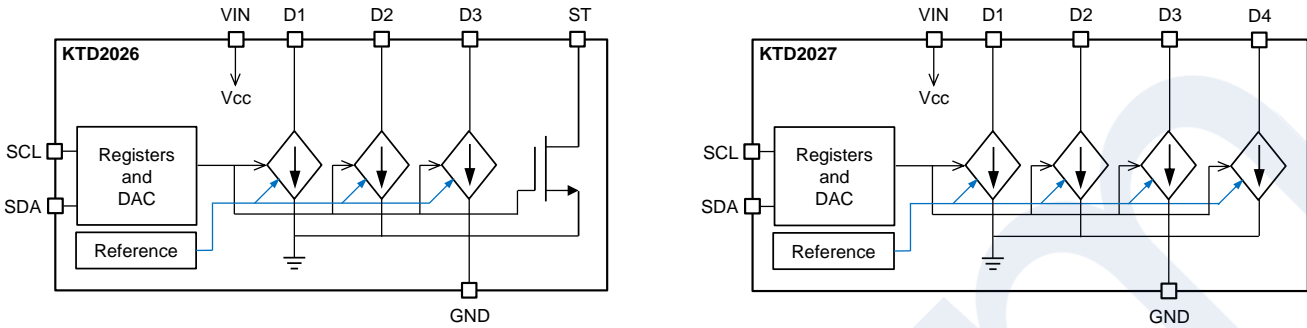 VIN D1 D2 D3 ST
KTD2026
Vcc
SCL
Registers
and
DAC
SDA
Reference
GND
VIN D1 D2 D3 D4
KTD2027
Vcc
SCL
Registers
and
DAC
SDA
Reference
GND